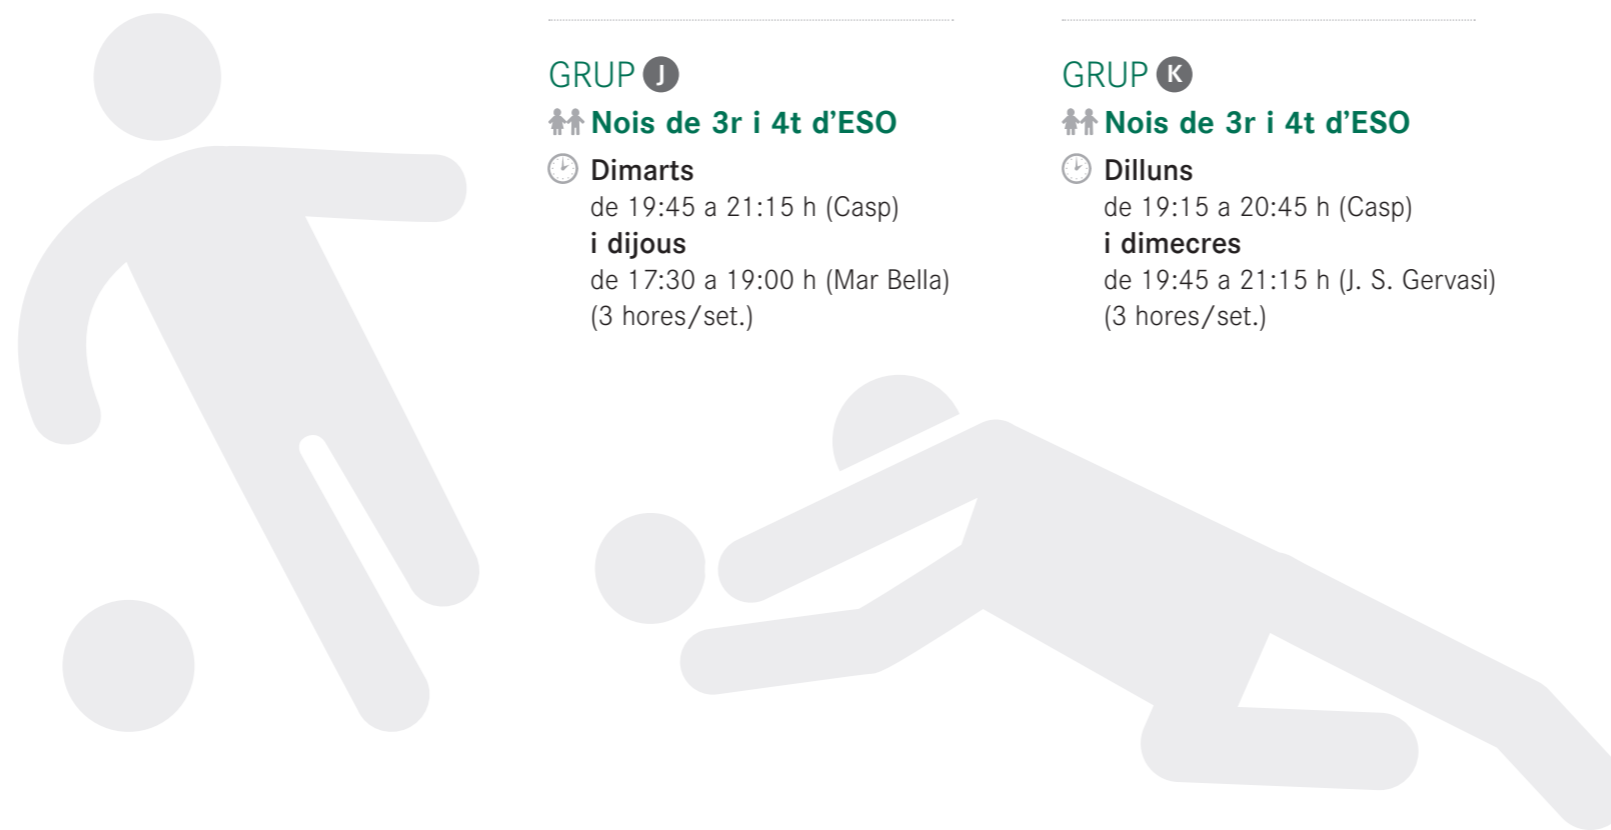 GRUP J
Nois de 3r i 4t d’ESO
Dimarts
de 19:45 a 21:15 h (Casp)
i dijous
de 17:30 a 19:00 h (Mar Bella)
(3 hores/set.)
GRUP K
Nois de 3r i 4t d’ESO
Dilluns
de 19:15 a 20:45 h (Casp)
i dimecres
de 19:45 a 21:15 h (J. S. Gervasi)
(3 hores/set.)